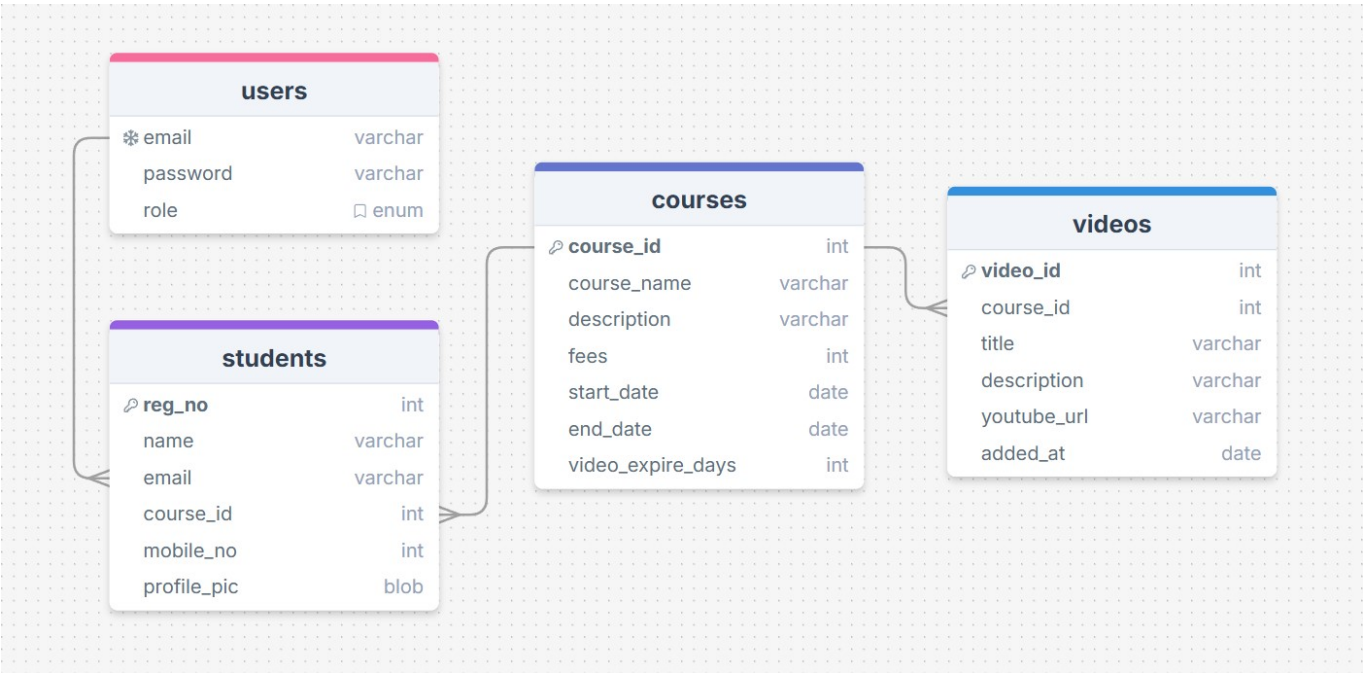 users
email varchar
password varchar
role enum
students
reg_no int
name varchar
email varchar
course_id int
mobile_no int
profile_pic blob
courses
course_id int
course_name varchar
description varchar
fees int
start_date date
end_date date
video_expire_days int
videos
video_id int
course_id int
title varchar
description varchar
youtube_url varchar
added_at date